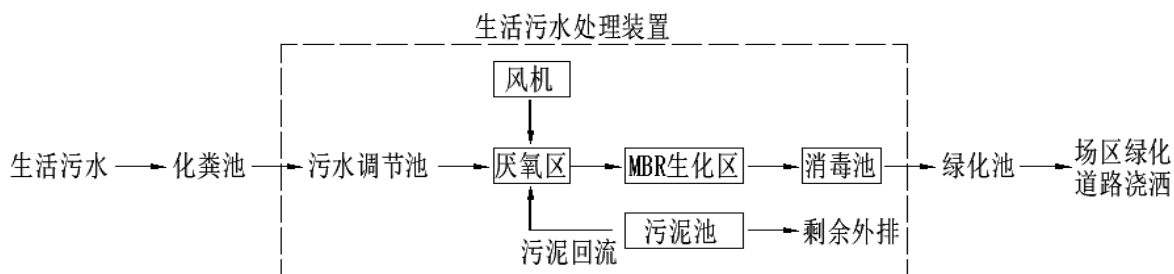 生活污水处理装置
风机
生活污水
化粪池
污水调节池
厌氧区
MBR生化区
消毒池
绿化池
场区绿化
道路浇洒
污泥回流
污泥池
剩余外排